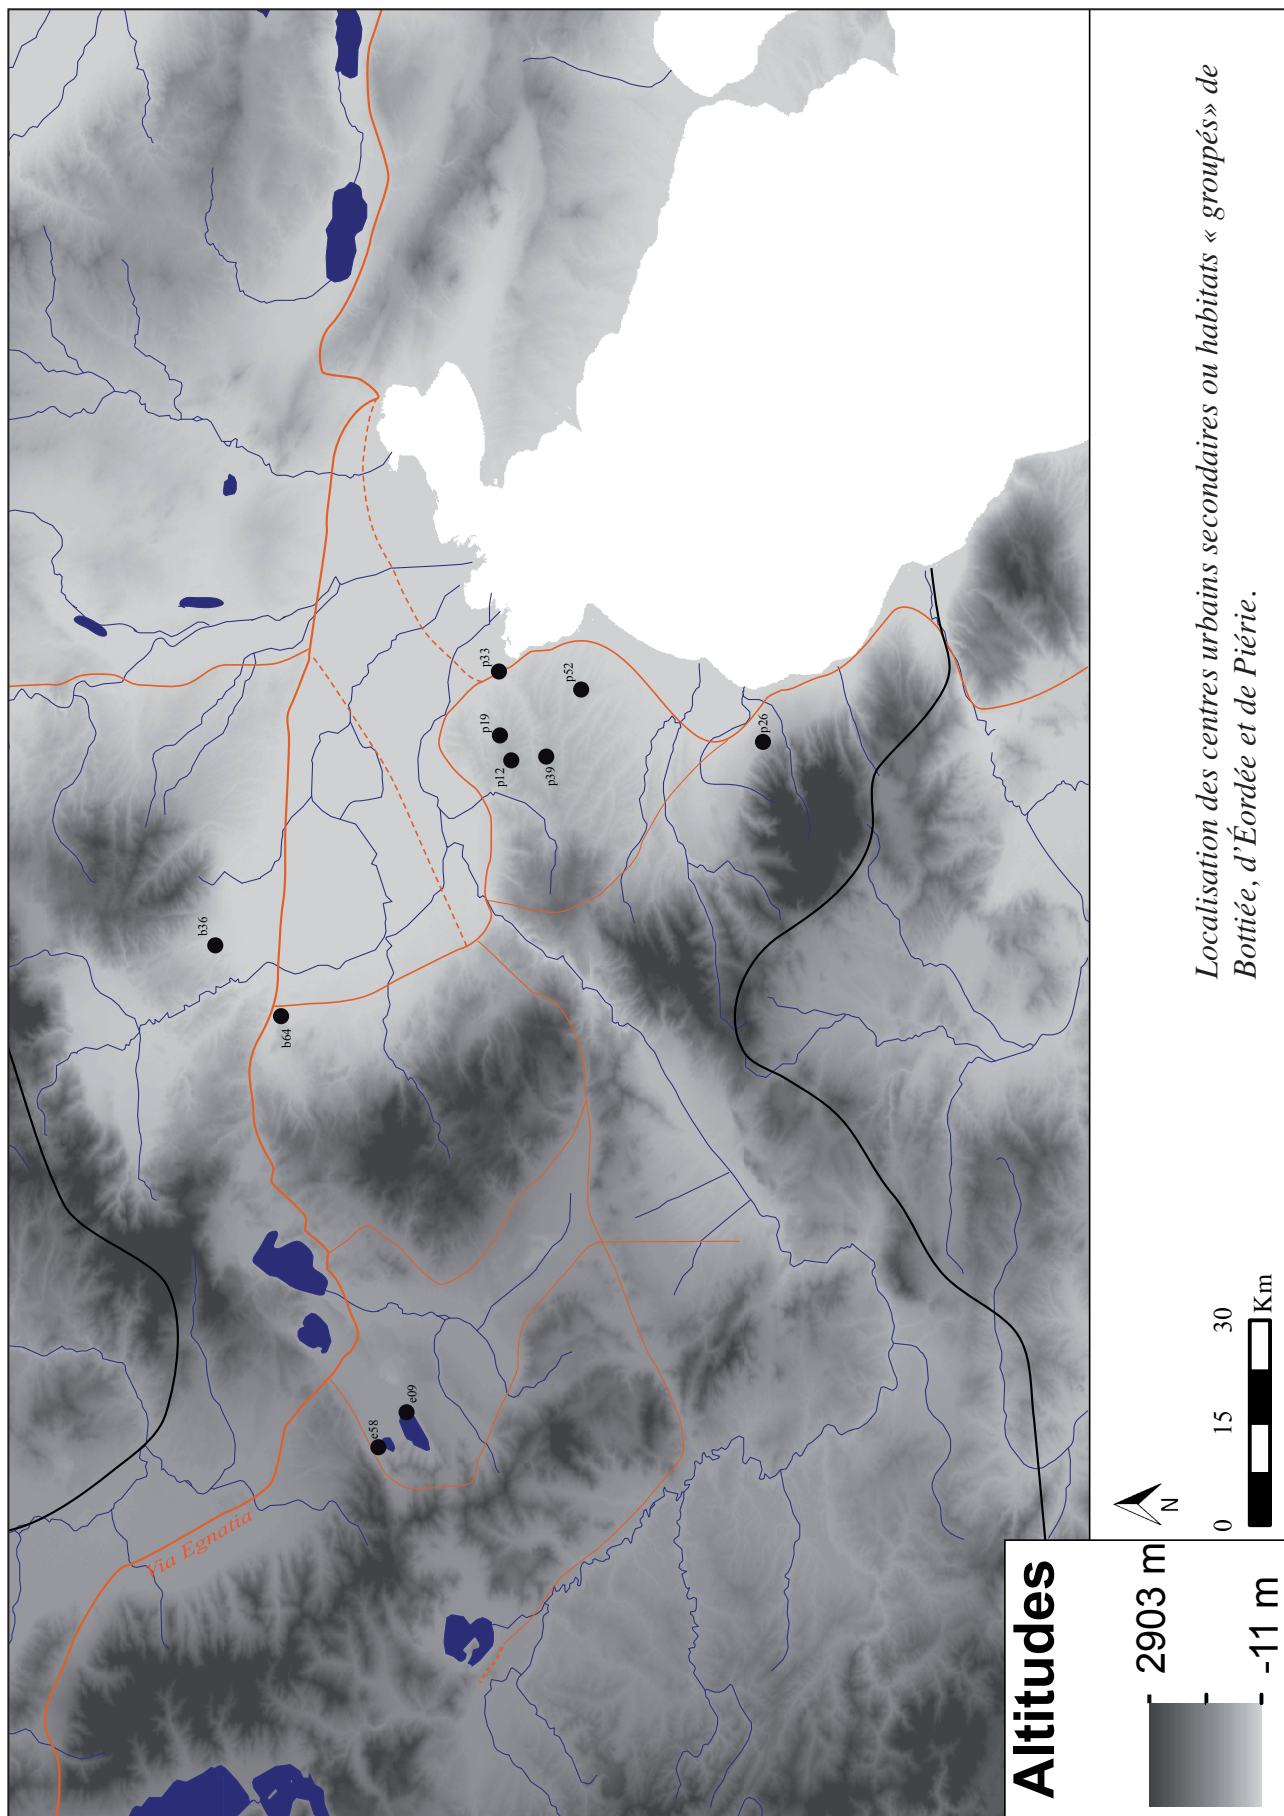 b36
b64
p33
p19
p12
p39
p52
p26
e58
e09
Via Egnatia
Altitudes
2903 m
-11 m
N
0 15 30
Km
Localisation des centres urbains secondaires ou habitats « groupés» de
Bottiée, d'Éordée et de Piérie.